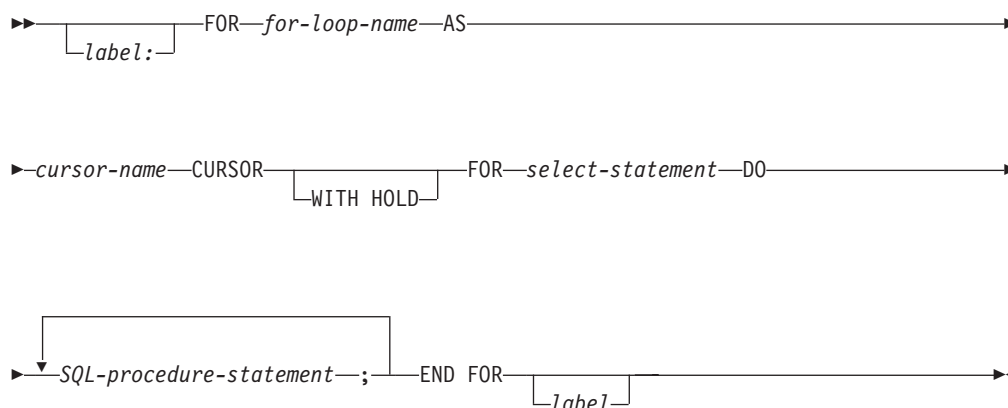 FOR for-loop-name AS
label:
cursor-name CURSOR FOR select-statement DO
WITH HOLD
SQL-procedure-statement ; END FOR
label